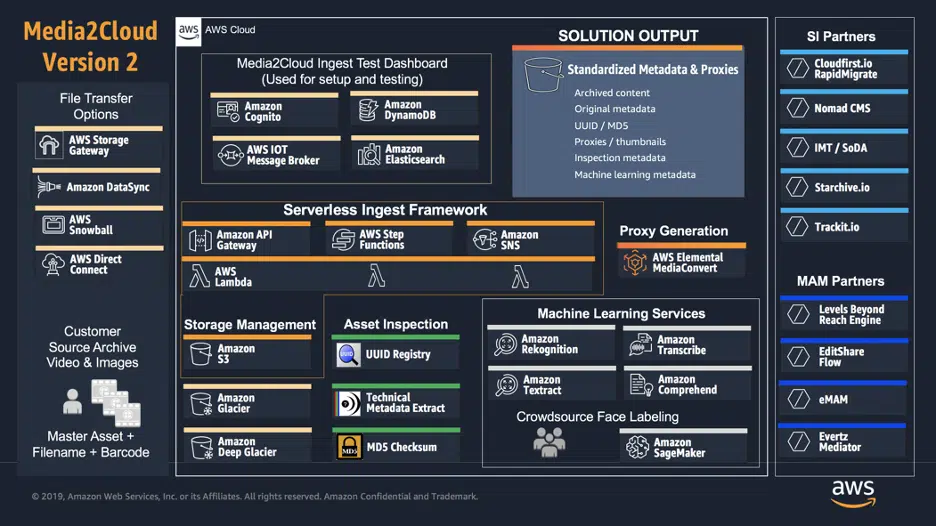 Media2Cloud
Version 2
File Transfer
Options
AWS Storage
Gateway
Amazon DataSync
AWS
Snowball
AWS Direct
Connect
Customer
Source Archive
Video & Images
Master Asset +
Filename + Barcode
aws
AWS Cloud
Media2Cloud Ingest Test Dashboard
(Used for setup and testing)
Amazon
Cognito
Amazon
DynamoDB
AWS IOT
Message Broker
Amazon
Elasticsearch
SOLUTION OUTPUT
Standardized Metadata & Proxies
Archived content
Original metadata
UUID / MD5
Proxies / thumbnails
Inspection metadata
Machine learning metadata
Serverless Ingest Framework
Amazon API
Gateway
AWS Step
Functions
Amazon
SNS
AWS
Lambda
Proxy Generation
AWS Elemental
MediaConvert
Storage Management
Amazon
S3
Amazon
Glacier
Amazon
Deep Glacier
Asset Inspection
UUID
UUID Registry
Technical
Metadata Extract
MD5
MD5 Checksum
Machine Learning Services
Amazon
Rekognition
Amazon
Transcribe
Amazon
Textract
Amazon
Comprehend
Crowdsource Face Labeling
Amazon
SageMaker
SI Partners
Cloudfirst.io
RapidMigrate
Nomad CMS
IMT / SoDA
Starchive.io
Trackit.io
MAM Partners
Levels Beyond
Reach Engine
EditShare
Flow
eMAM
Evertz
Mediator
© 2019, Amazon Web Services, Inc. or its Affiliates. All rights reserved. Amazon Confidential and Trademark.
aws